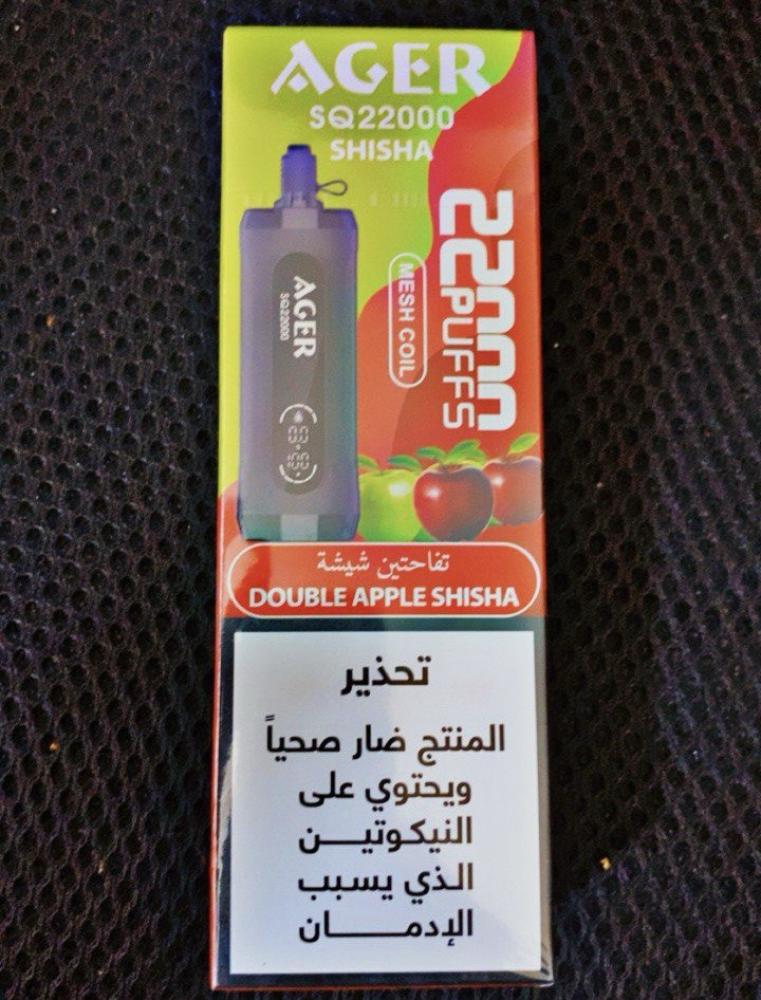 AGER
SQ22000
SHISHA
AGER
SQ22000
MESH COIL
22000
PUFFS
تفاحتين شيشة
DOUBLE APPLE SHISHA
تحذير
المنتج ضار صحياً
ويحتوي على
النيكوتيـــن
الذي يسبب
الإدمــــــان